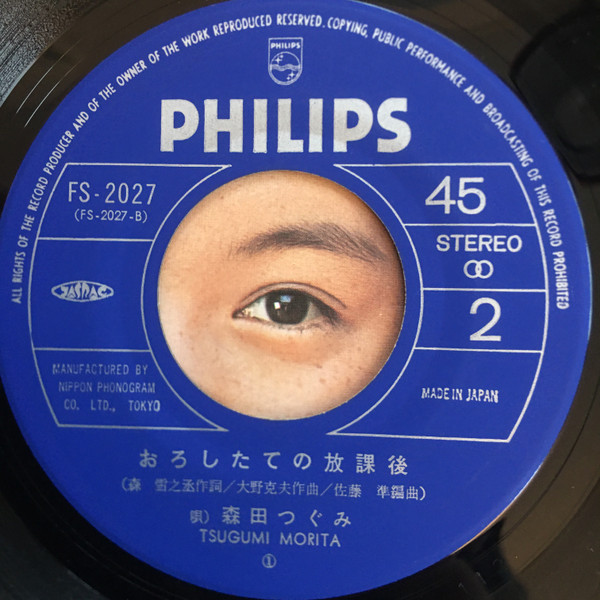 ALL RIGHTS OF THE RECORD PRODUCER AND OF THE OWNER OF THE WORK REPRODUCED RESERVED. COPYING, PUBLIC PERFORMANCE AND BROADCASTING OF THIS RECORD PROHIBITED
PHILIPS
PHILIPS
FS-2027
(FS-2027-B)
45
STEREO
JASRAC
2
MANUFACTURED BY
NIPPON PHONOGRAM
CO. LTD., TOKYO
MADE IN JAPAN
おろしたての放課後
(森 雪之丞作詞/大野克夫作曲/佐藤 準編曲)
唄) 森田つぐみ
TSUGUMI MORITA
①